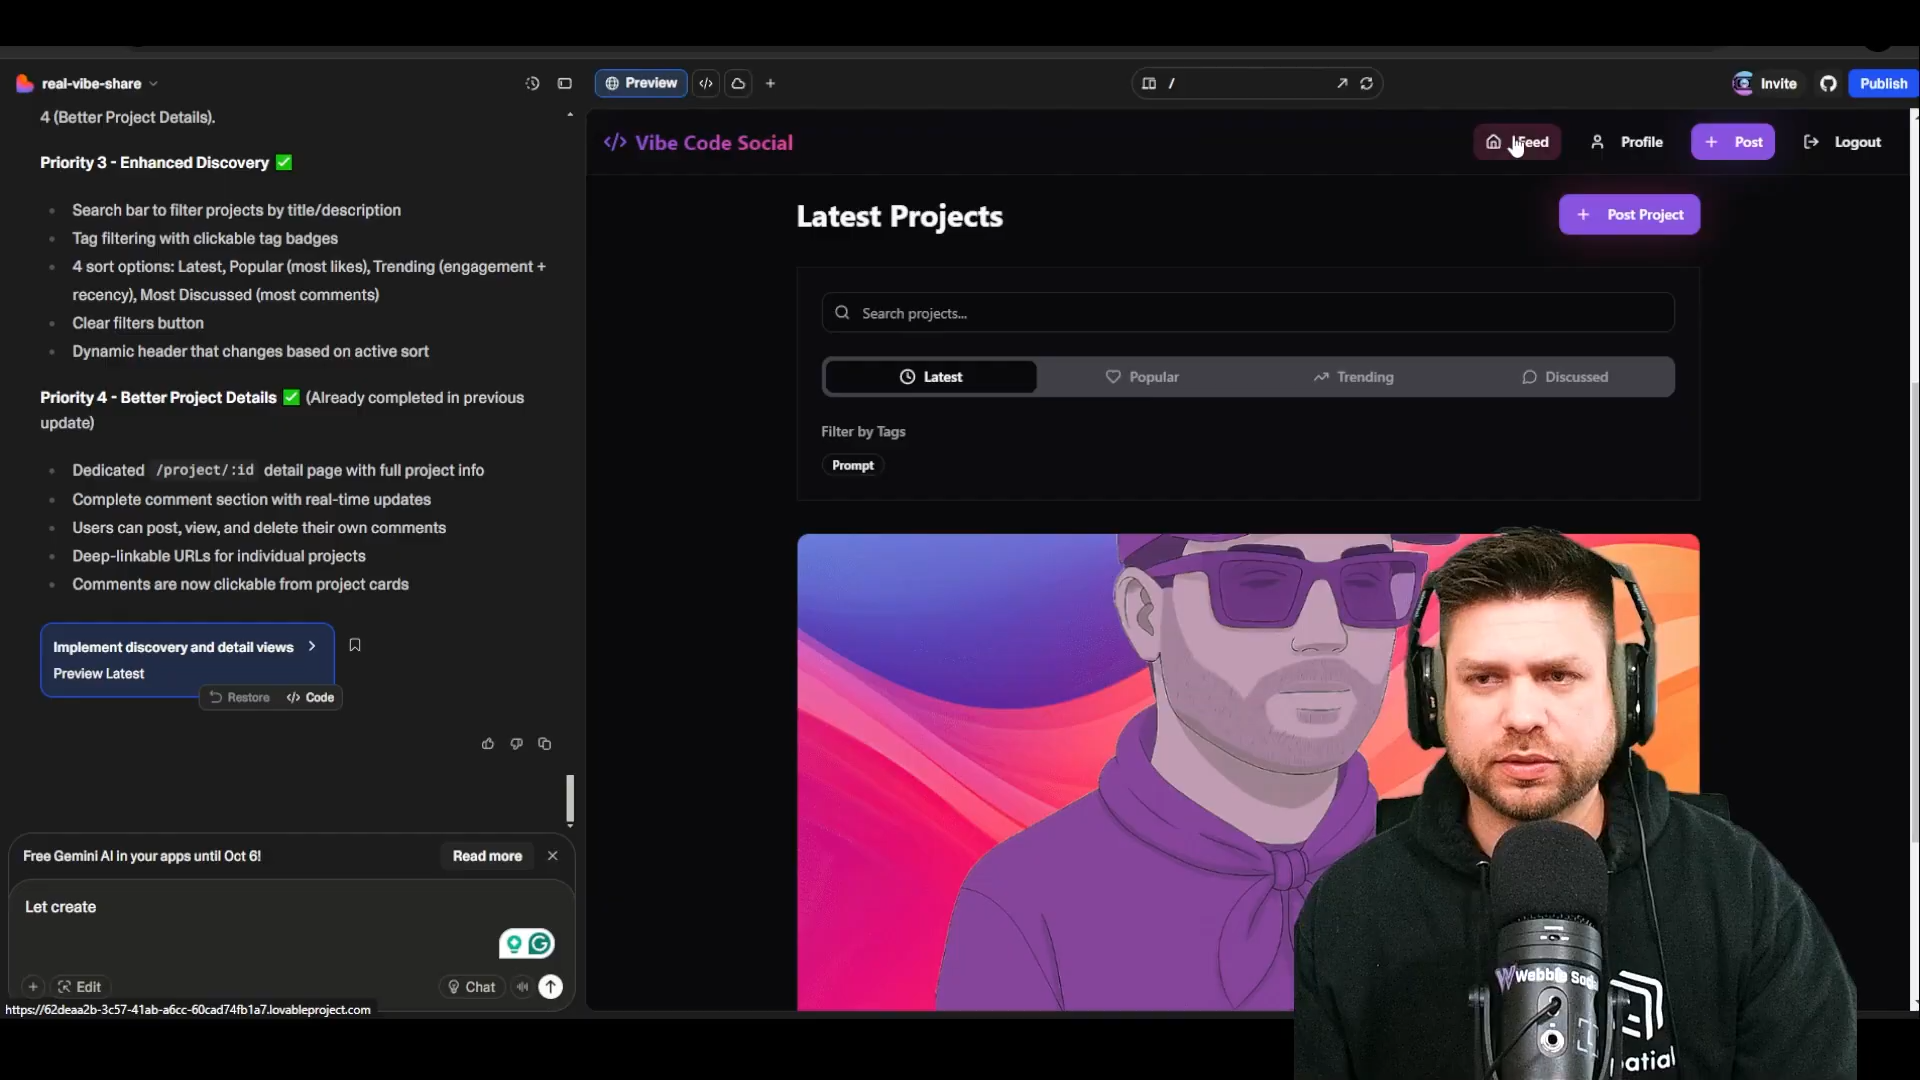 real-vibe-share
Preview
/
Invite
Publish
4 (Better Project Details).
Priority 3 - Enhanced Discovery ✅
Search bar to filter projects by title/description
Tag filtering with clickable tag badges
4 sort options: Latest, Popular (most likes), Trending (engagement +
recency), Most Discussed (most comments)
Clear filters button
Dynamic header that changes based on active sort
Priority 4 - Better Project Details ✅ (Already completed in previous
update)
Dedicated /project/:id detail page with full project info
Complete comment section with real-time updates
Users can post, view, and delete their own comments
Deep-linkable URLs for individual projects
Comments are now clickable from project cards
Implement discovery and detail views
Preview Latest
Restore
Code
Free Gemini AI in your apps until Oct 6!
Read more
Let create
Edit
Chat
https://62deaa2b-3c57-41ab-a6cc-60cad74fb1a7.lovableproject.com
</> Vibe Code Social
Feed
Profile
+ Post
Logout
Latest Projects
+ Post Project
Search projects...
Latest
Popular
Trending
Discussed
Filter by Tags
Prompt